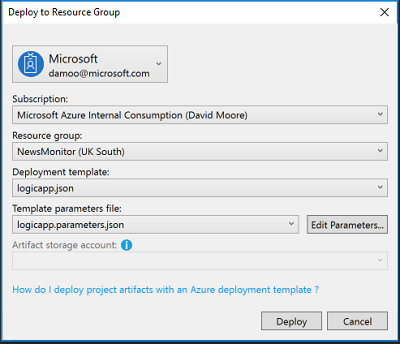 Deploy to Resource Group
Microsoft
damoo@microsoft.com
Subscription:
Microsoft Azure Internal Consumption (David Moore)
Resource group:
NewsMonitor (UK South)
Deployment template:
logicapp.json
Template parameters file:
logicapp.parameters.json
Edit Parameters...
Artifact storage account:
How do I deploy project artifacts with an Azure deployment template ?
Deploy
Cancel